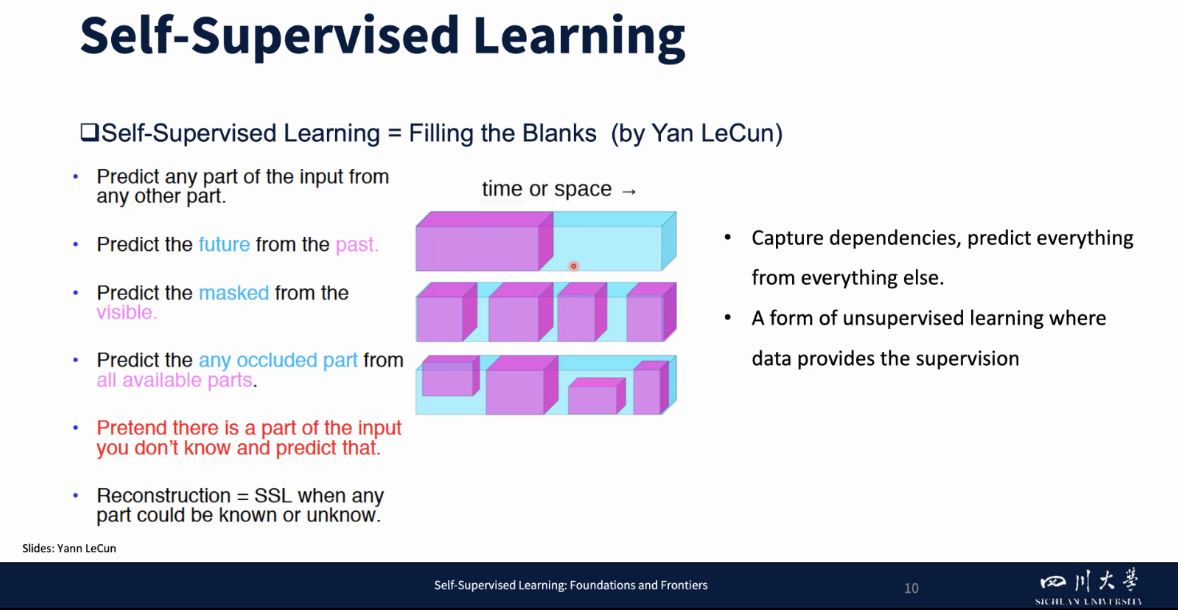 Self-Supervised Learning
❑Self-Supervised Learning = Filling the Blanks (by Yan LeCun)
• Predict any part of the input from
any other part.
• Predict the future from the past.
• Predict the masked from the
visible.
• Predict the any occluded part from
all available parts.
• Pretend there is a part of the input
you don't know and predict that.
• Reconstruction = SSL when any
part could be known or unknow.
time or space →
• Capture dependencies, predict everything
from everything else.
• A form of unsupervised learning where
data provides the supervision
Slides: Yann LeCun
Self-Supervised Learning: Foundations and Frontiers
10
四川大学
SICHUAN UNIVERSITY